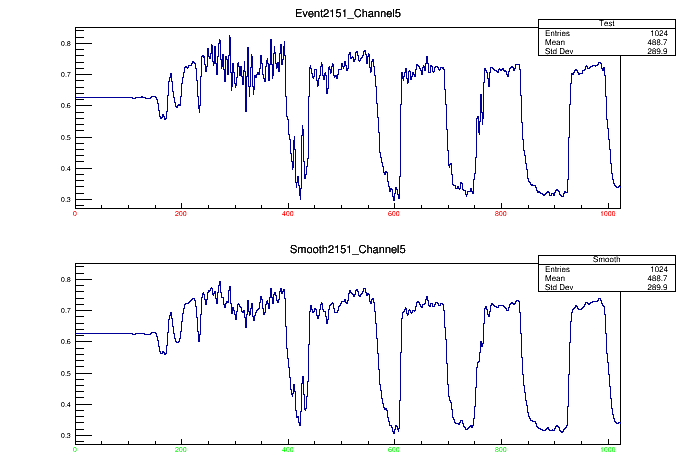 Event2151_Channel5
Test
Entries 1024
Mean 488.7
Std Dev 289.9
0.8
0.7
0.6
0.5
0.4
0.3
0 200 400 600 800 1000
Smooth2151_Channel5
Smooth
Entries 1024
Mean 488.7
Std Dev 289.9
0.8
0.7
0.6
0.5
0.4
0.3
0 200 400 600 800 1000